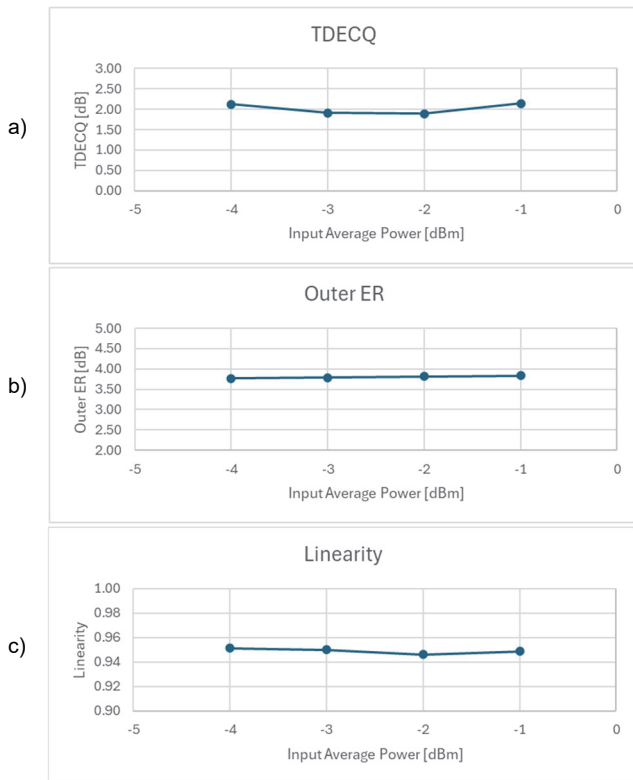 a)
TDECQ
TDECQ [dB]
3.00
2.50
2.00
1.50
1.00
0.50
0.00
-5 -4 -3 -2 -1 0
Input Average Power [dBm]
b)
Outer ER
Outer ER [dB]
5.00
4.50
4.00
3.50
3.00
2.50
2.00
-5 -4 -3 -2 -1 0
Input Average Power [dBm]
c)
Linearity
Linearity
1.00
0.98
0.96
0.94
0.92
0.90
-5 -4 -3 -2 -1 0
Input Average Power [dBm]